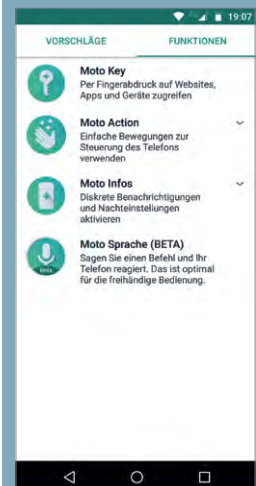 19:07
VORSCHLÄGE FUNKTIONEN
Moto Key
Per Fingerabdruck auf Websites,
Apps und Geräte zugreifen
Moto Action
Einfache Bewegungen zur
Steuerung des Telefons
verwenden
Moto Infos
Diskrete Benachrichtigungen
und Nachteinstellungen
aktivieren
Moto Sprache (BETA)
Sagen Sie einen Befehl und Ihr
Telefon reagiert. Das ist optimal
für die freihändige Bedienung.
BETA